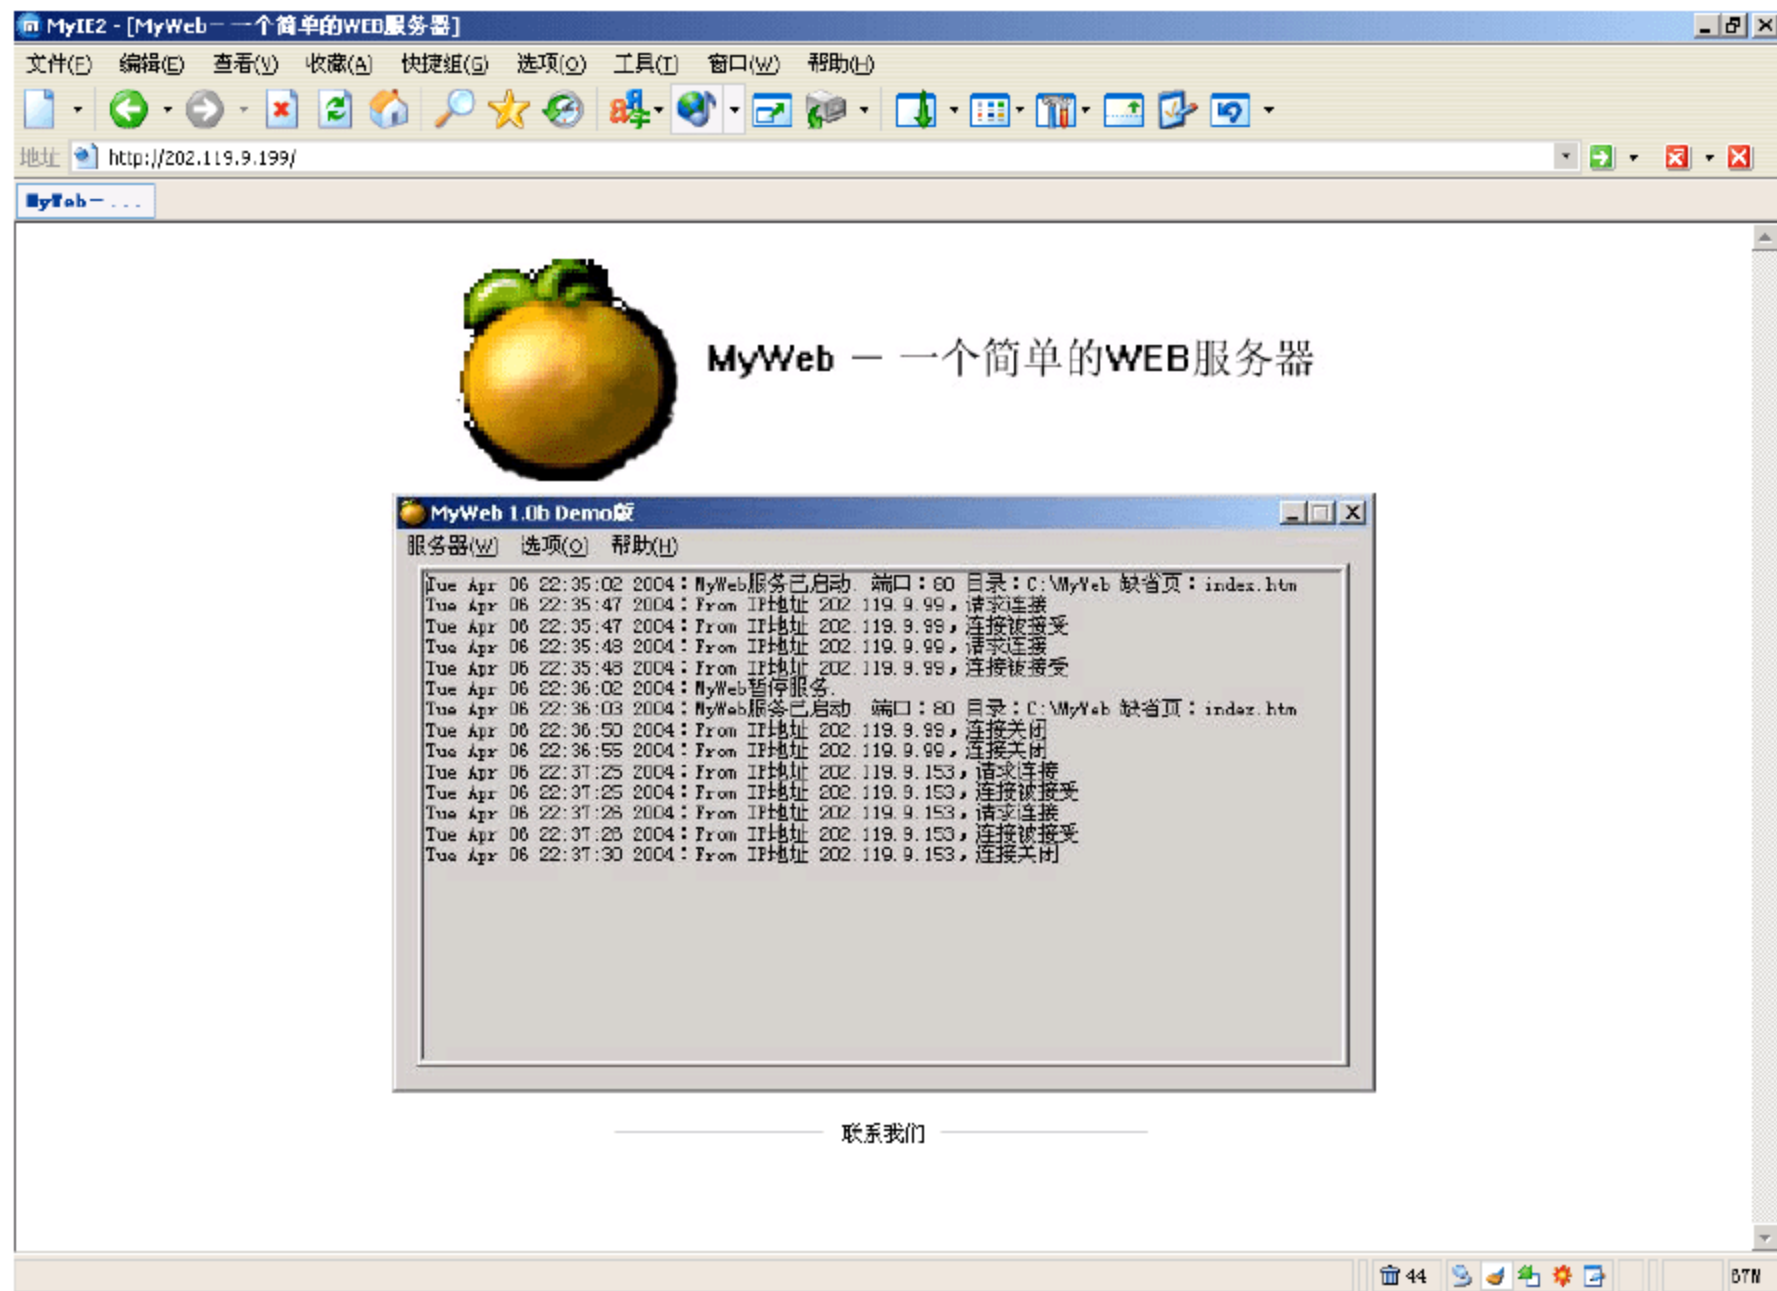 MyIE2 - [MyWeb－ 一个简单的WEB服务器]
文件(F) 编辑(E) 查看(V) 收藏(A) 快捷组(G) 选项(O) 工具(T) 窗口(W) 帮助(H)
地址 http://202.119.9.199/
MyWeb－...
MyWeb － 一个简单的WEB服务器
MyWeb 1.0b Demo版
服务器(W) 选项(O) 帮助(H)
Tue Apr 06 22:35:02 2004：MyWeb服务已启动. 端口：80 目录：C:\MyWeb 缺省页：index.htm
Tue Apr 06 22:35:47 2004：From IP地址 202.119.9.99，请求连接
Tue Apr 06 22:35:47 2004：From IP地址 202.119.9.99，连接被接受
Tue Apr 06 22:35:48 2004：From IP地址 202.119.9.99，请求连接
Tue Apr 06 22:35:48 2004：From IP地址 202.119.9.99，连接被接受
Tue Apr 06 22:36:02 2004：MyWeb暂停服务.
Tue Apr 06 22:36:03 2004：MyWeb服务已启动. 端口：80 目录：C:\MyWeb 缺省页：index.htm
Tue Apr 06 22:36:50 2004：From IP地址 202.119.9.99，连接关闭
Tue Apr 06 22:36:55 2004：From IP地址 202.119.9.99，连接关闭
Tue Apr 06 22:37:25 2004：From IP地址 202.119.9.153，请求连接
Tue Apr 06 22:37:25 2004：From IP地址 202.119.9.153，连接被接受
Tue Apr 06 22:37:26 2004：From IP地址 202.119.9.153，请求连接
Tue Apr 06 22:37:26 2004：From IP地址 202.119.9.153，连接被接受
Tue Apr 06 22:37:30 2004：From IP地址 202.119.9.153，连接关闭
联系我们
44 67M